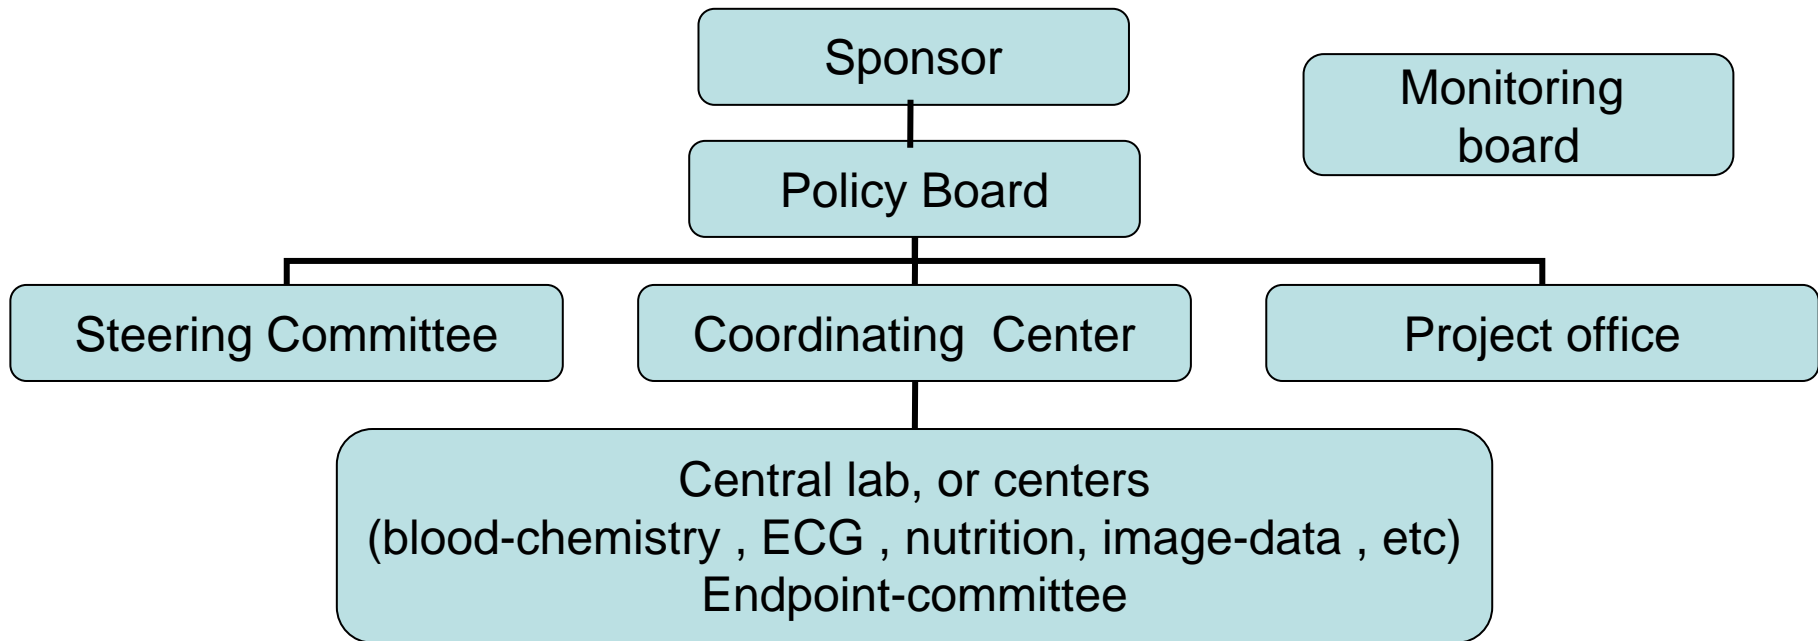 Sponsor
Monitoring
board
Policy Board
Steering Committee
Coordinating  Center
Project office
Central lab, or centers
(blood-chemistry , ECG , nutrition, image-data , etc)
Endpoint-committee